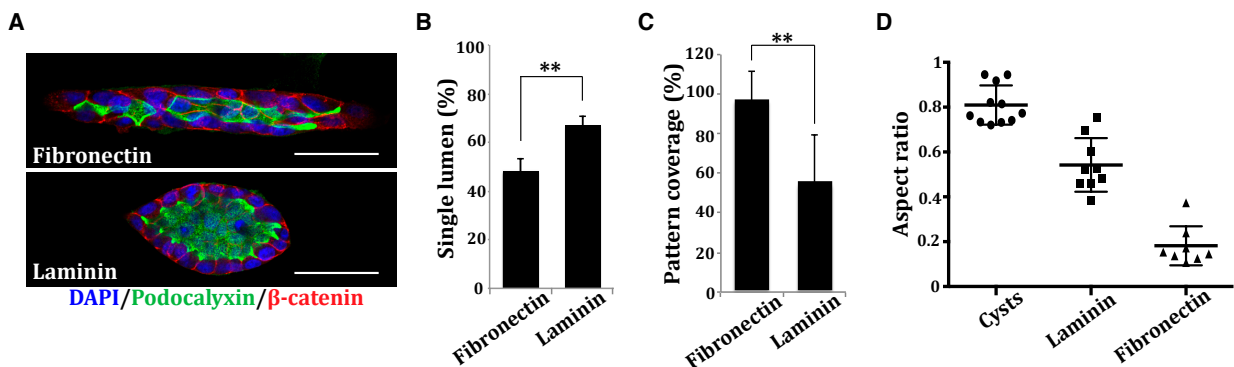 A
Fibronectin
Laminin
DAPI/Podocalyxin/β-catenin
B
Single lumen (%)
100
80
60
40
20
0
**
Fibronectin
Laminin
C
Pattern coverage (%)
120
100
80
60
40
20
0
**
Fibronectin
Laminin
D
Aspect ratio
1
0.8
0.6
0.4
0.2
0
Cysts
Laminin
Fibronectin